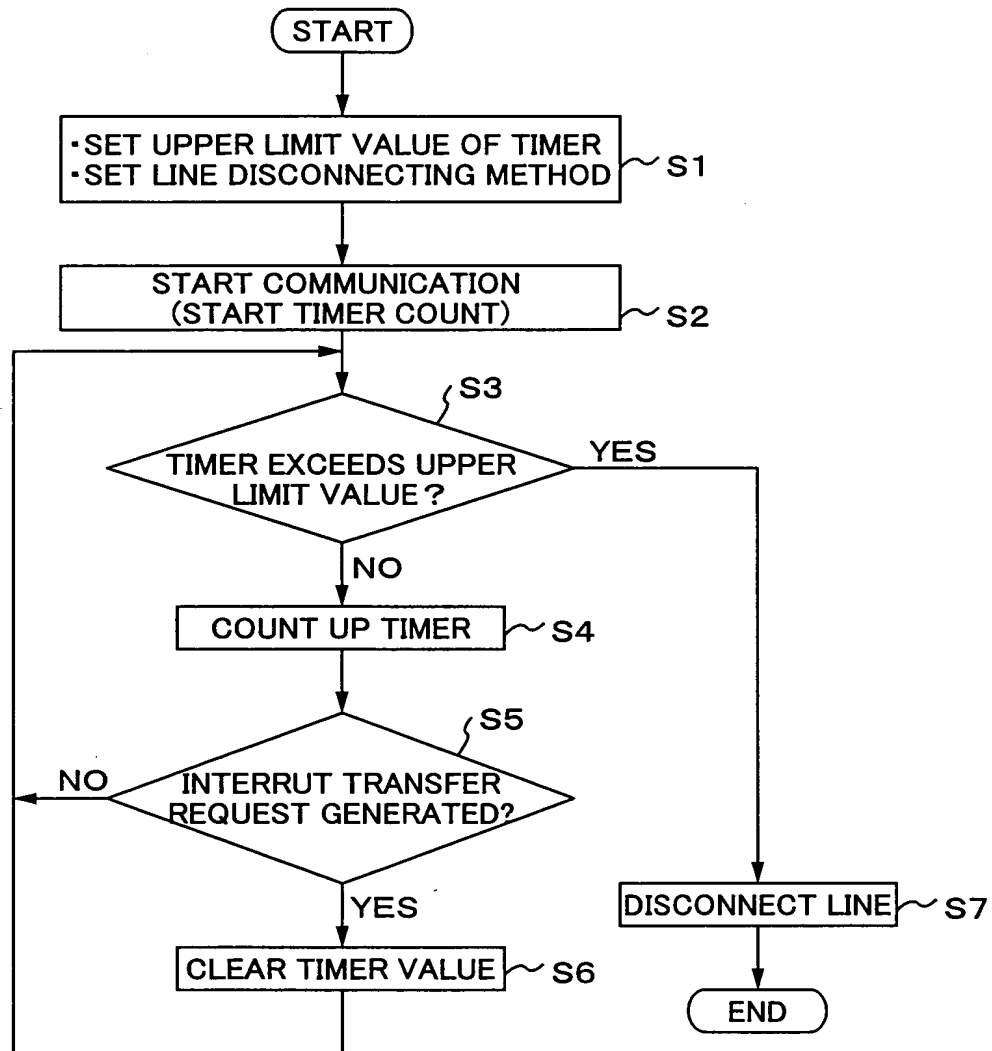 START
・SET UPPER LIMIT VALUE OF TIMER
・SET LINE DISCONNECTING METHOD
S1
START COMMUNICATION
(START TIMER COUNT)
S2
S3
TIMER EXCEEDS UPPER
LIMIT VALUE?
YES
NO
COUNT UP TIMER
S4
S5
INTERRUT TRANSFER
REQUEST GENERATED?
NO
YES
CLEAR TIMER VALUE
S6
DISCONNECT LINE
S7
END